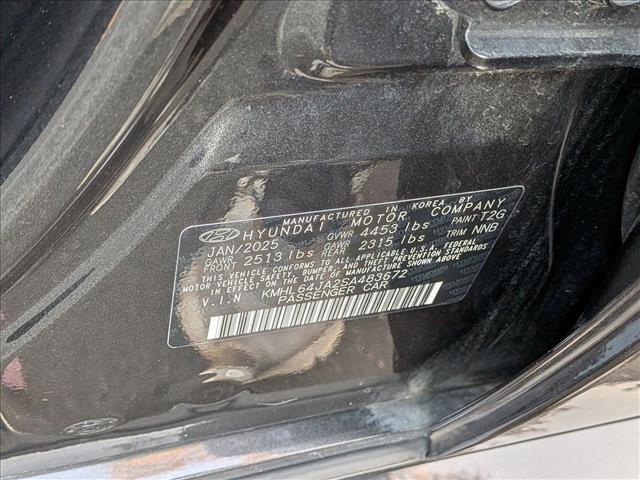 MANUFACTURED IN KOREA BY
HYUNDAI MOTOR COMPANY
JAN/2025 GVWR 4453 lbs PAINT T2G
GAWR FRONT 2513 lbs GAWR REAR 2315 lbs TRIM NNB
THIS VEHICLE CONFORMS TO ALL APPLICABLE U.S.A. FEDERAL
MOTOR VEHICLE SAFETY, BUMPER, AND THEFT PREVENTION STANDARDS
IN EFFECT ON THE DATE OF MANUFACTURE SHOWN ABOVE.
V.I.N KMHL64JA2SA483672
PASSENGER CAR